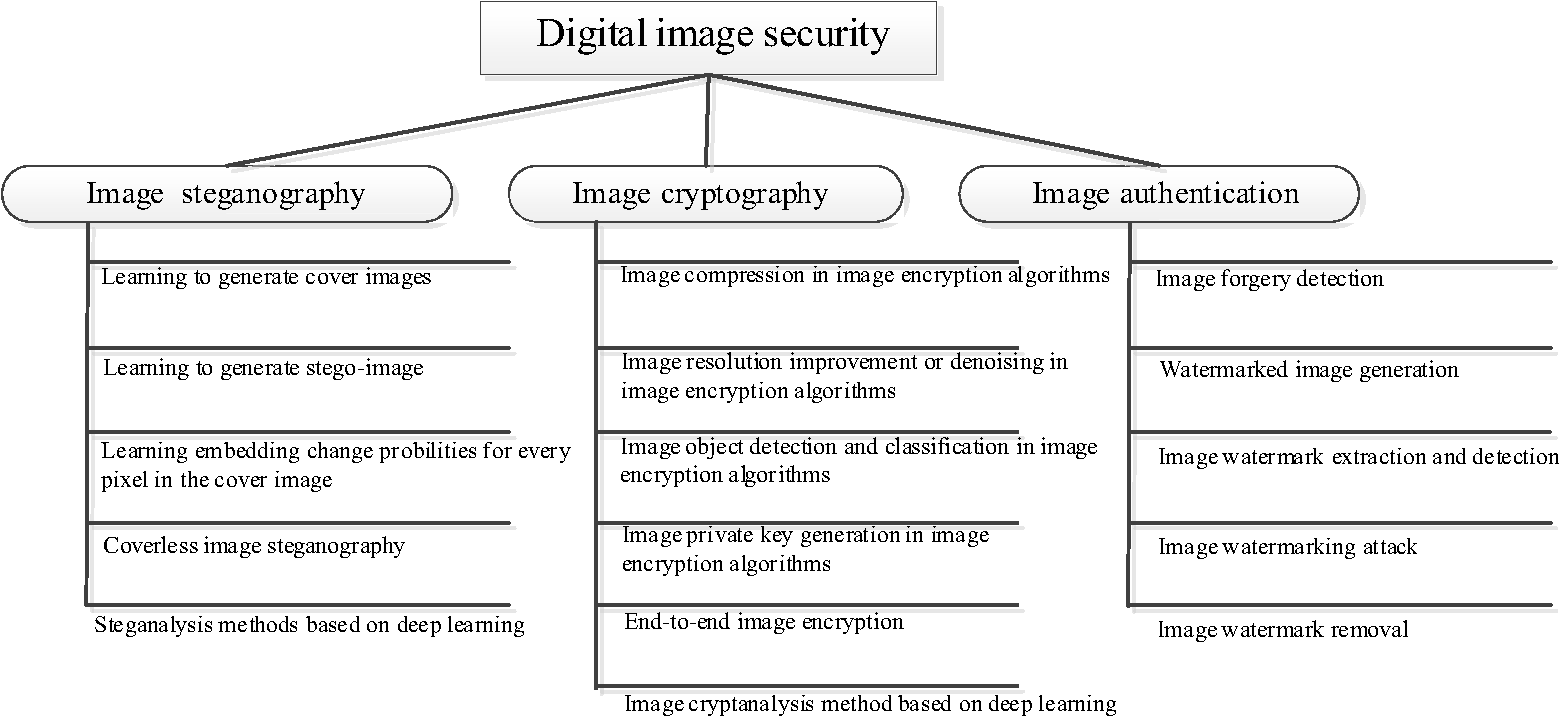 Digital image security
Image steganography
Learning to generate cover images
Learning to generate stego-image
Learning embedding change probilities for every
pixel in the cover image
Coverless image steganography
Steganalysis methods based on deep learning
Image cryptography
Image compression in image encryption algorithms
Image resolution improvement or denoising in
image encryption algorithms
Image object detection and classification in image
encryption algorithms
Image private key generation in image
encryption algorithms
End-to-end image encryption
Image cryptanalysis method based on deep learning
Image authentication
Image forgery detection
Watermarked image generation
Image watermark extraction and detection
Image watermarking attack
Image watermark removal